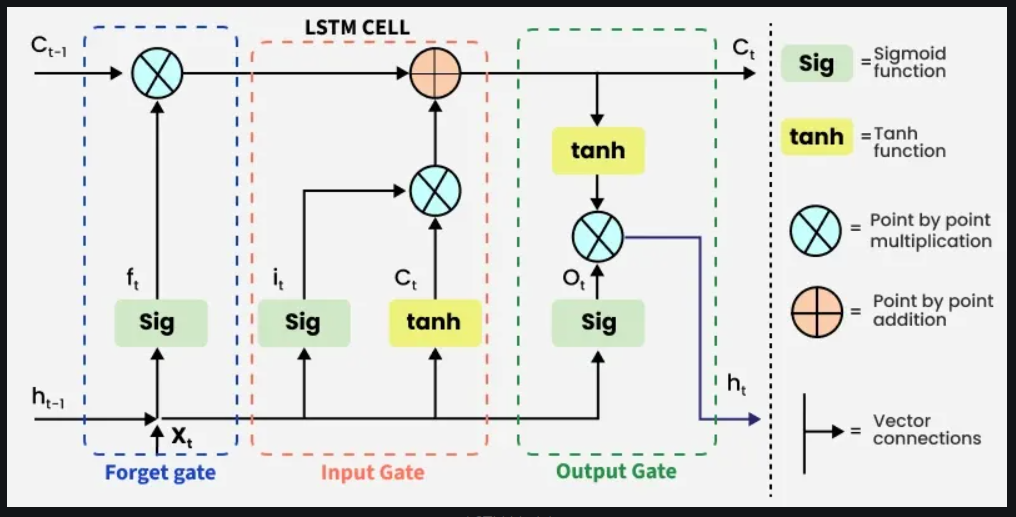 LSTM CELL
Cₜ₋₁
Cₜ
tanh
fₜ
iₜ
Cₜ
Oₜ
Sig
Sig
tanh
Sig
hₜ₋₁
Xₜ
hₜ
Forget gate
Input Gate
Output Gate
Sig
=Sigmoid
function
tanh
=Tanh
function
= Point by point
multiplication
= Point by point
addition
= Vector
connections